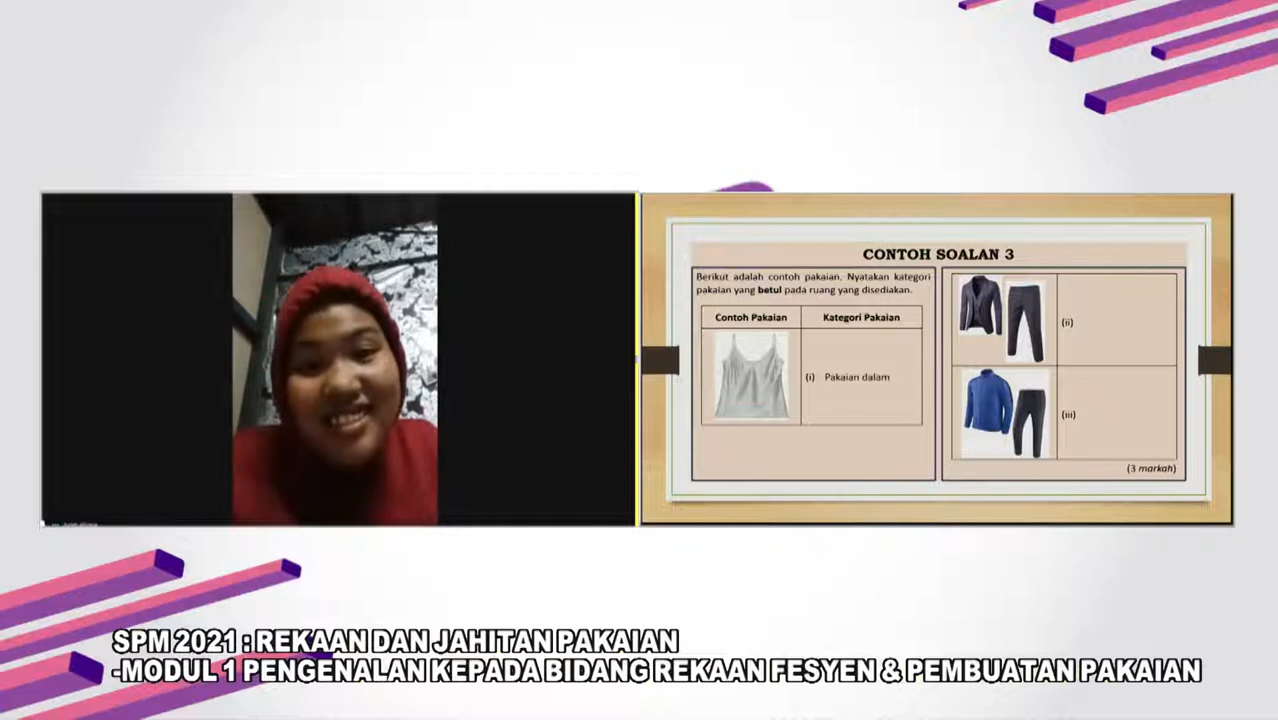 CONTOH SOALAN 3
Berikut adalah contoh pakaian. Nyatakan kategori
pakaian yang betul pada ruang yang disediakan.
Contoh Pakaian Kategori Pakaian
(i) Pakaian dalam
(ii)
(iii)
(3 markah)
SPM 2021 : REKAAN DAN JAHITAN PAKAIAN
-MODUL 1 PENGENALAN KEPADA BIDANG REKAAN FESYEN & PEMBUATAN PAKAIAN